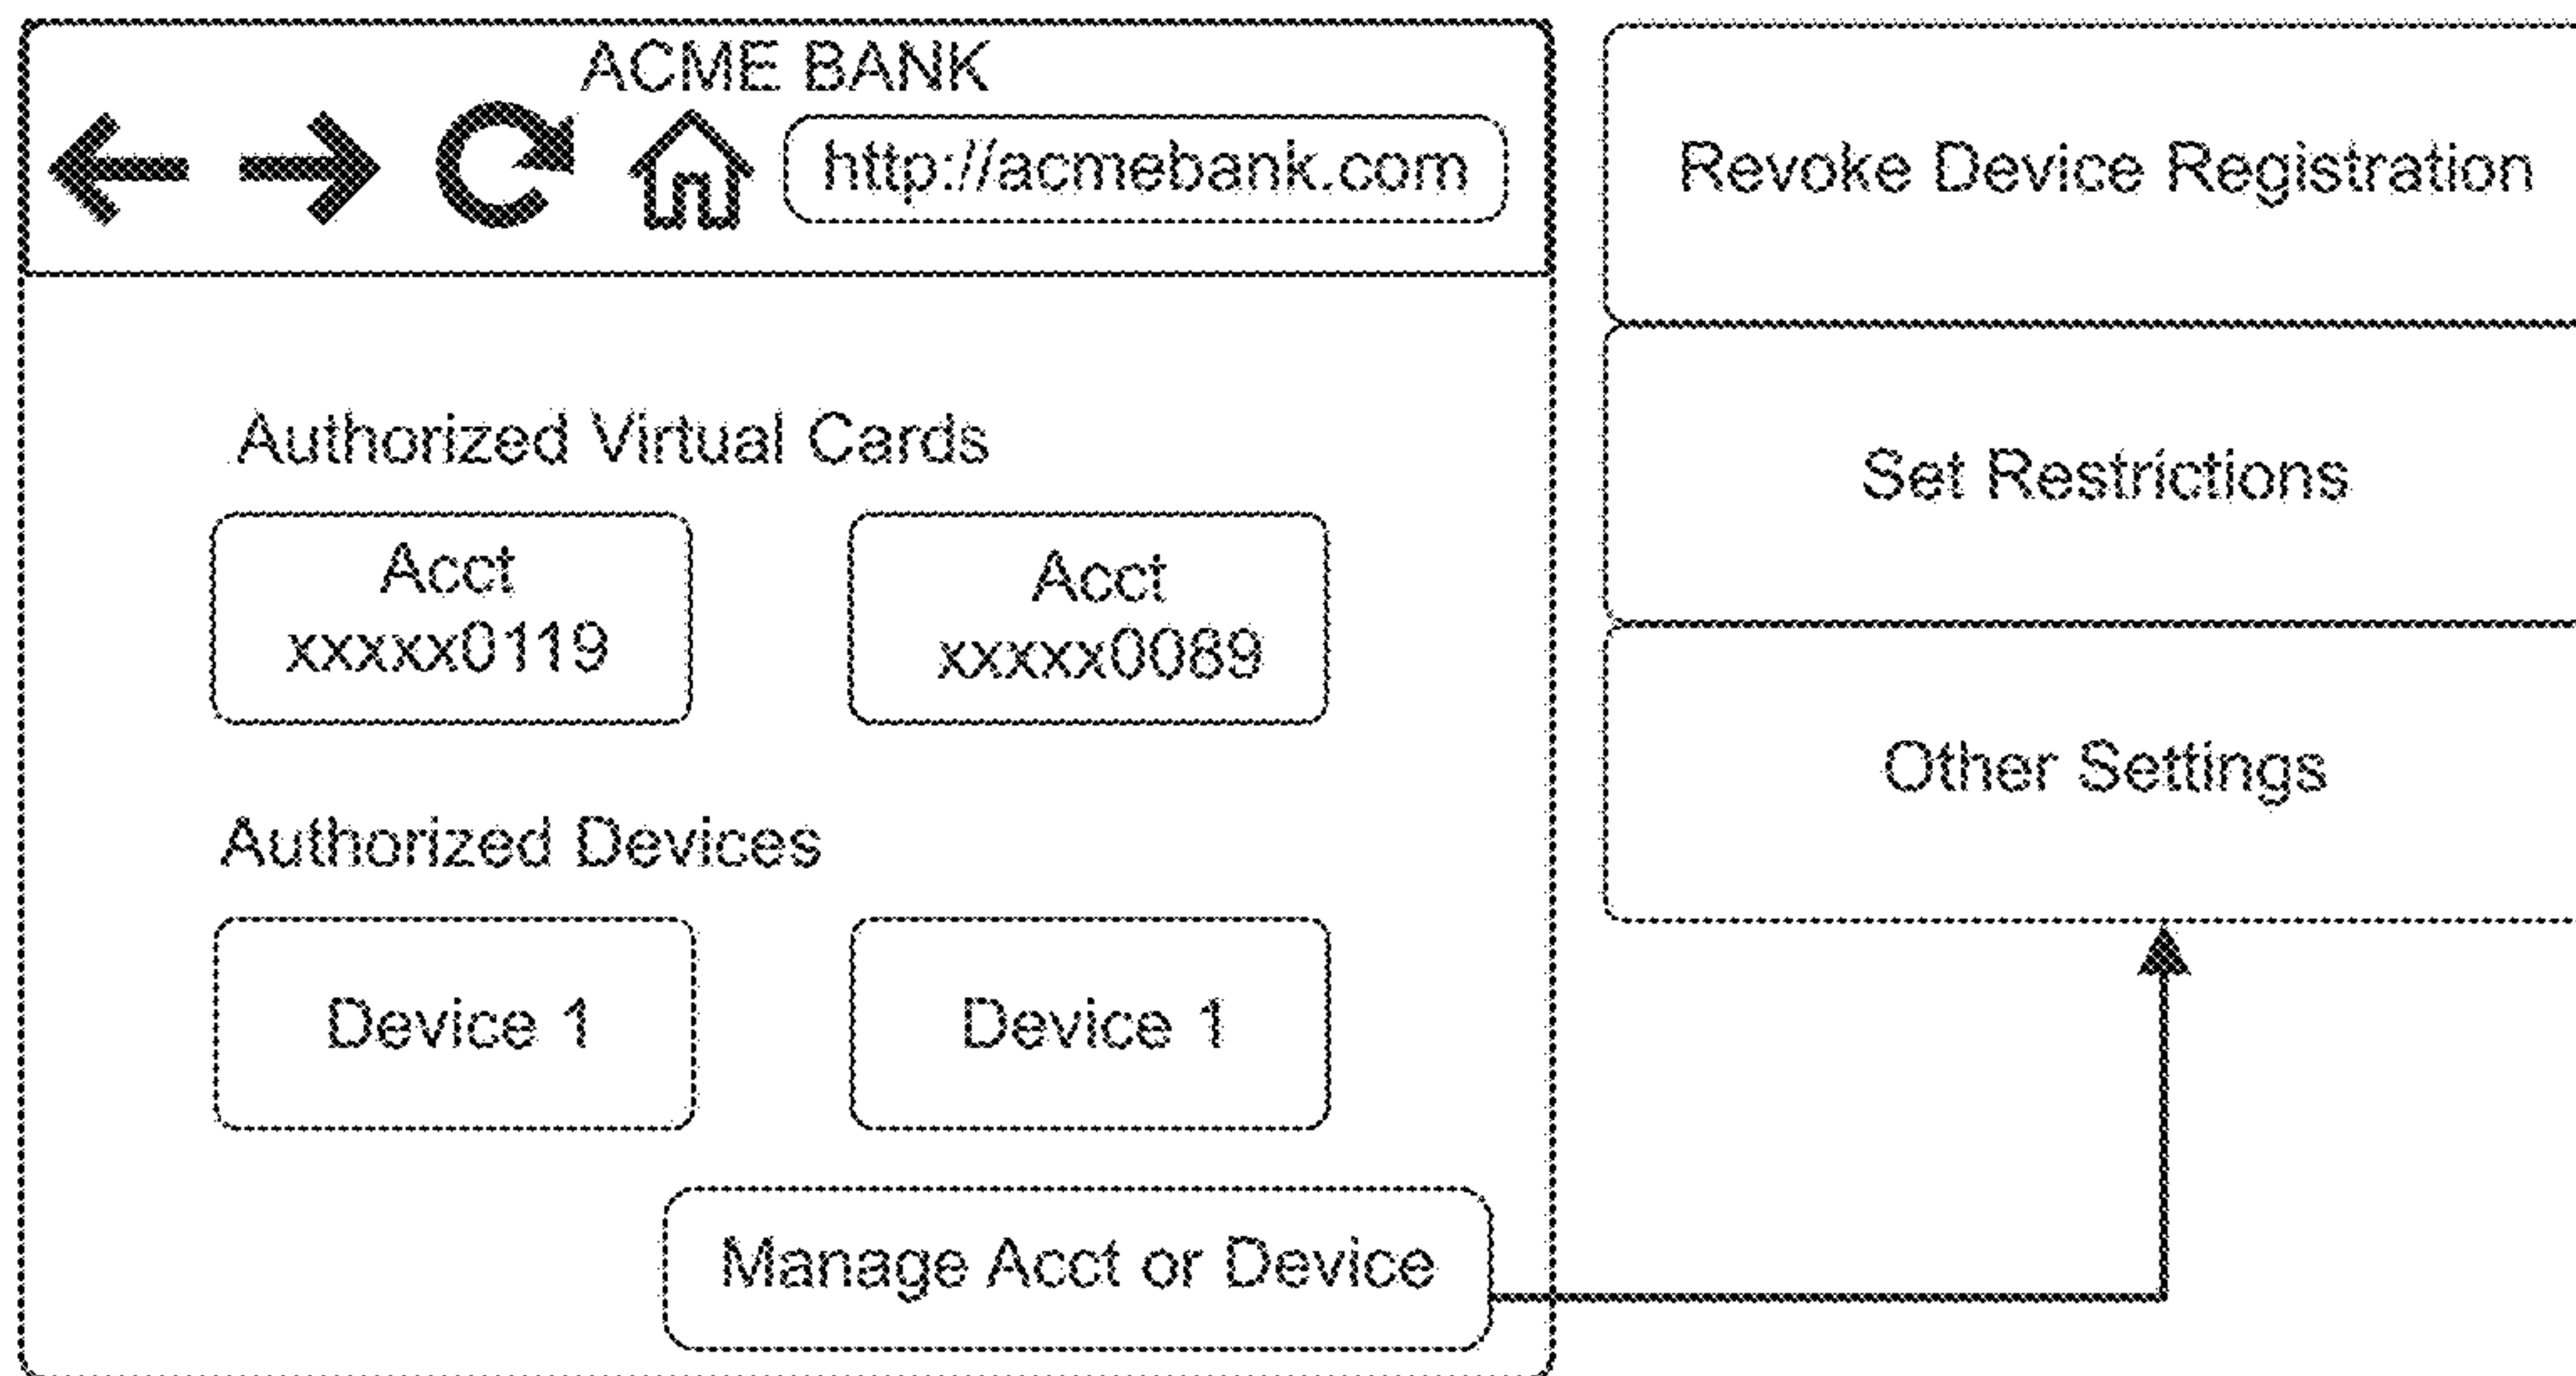 ACME BANK
http://acmebank.com
Authorized Virtual Cards
Acct
xxxxx0119
Acct
xxxxx0089
Authorized Devices
Device 1
Device 1
Manage Acct or Device
Revoke Device Registration
Set Restrictions
Other Settings